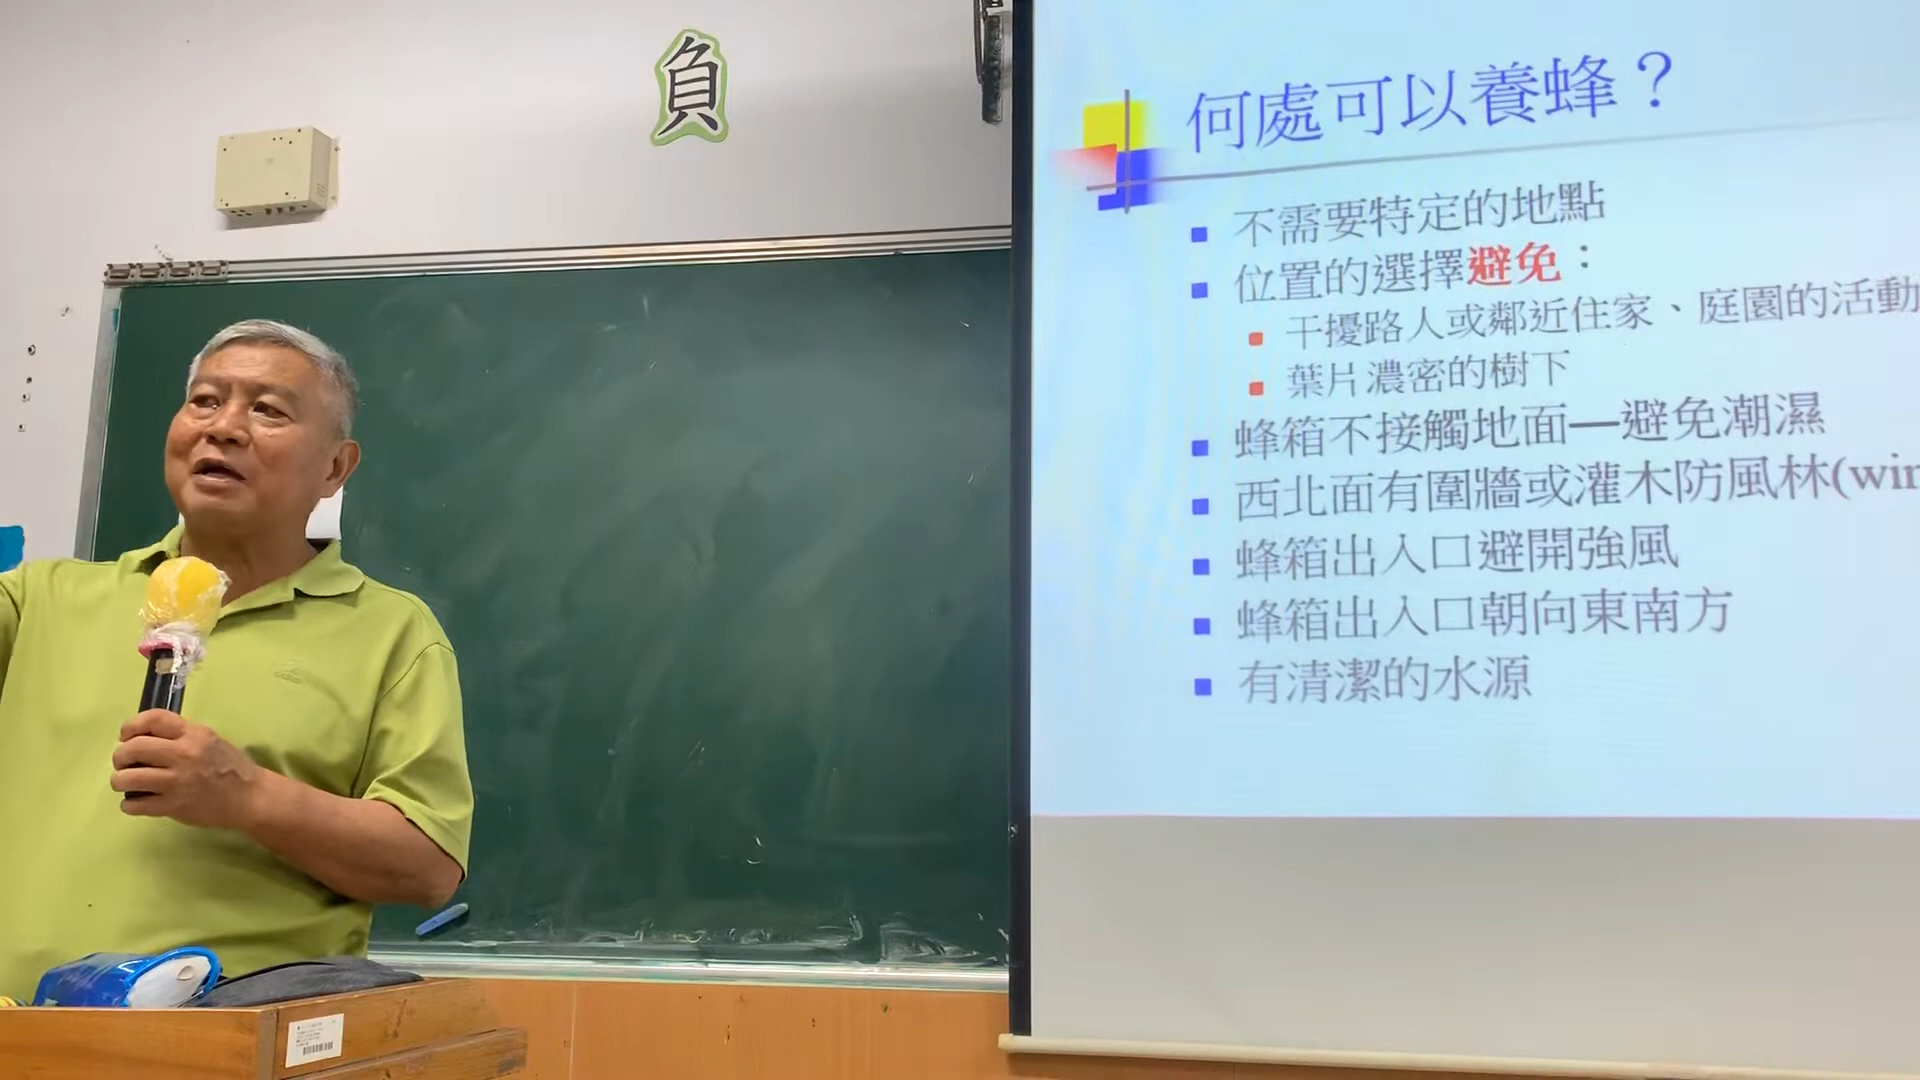 負
何處可以養蜂？
不需要特定的地點
位置的選擇避免：
干擾路人或鄰近住家、庭園的活動
葉片濃密的樹下
蜂箱不接觸地面—避免潮濕
西北面有圍牆或灌木防風林(win
蜂箱出入口避開強風
蜂箱出入口朝向東南方
有清潔的水源